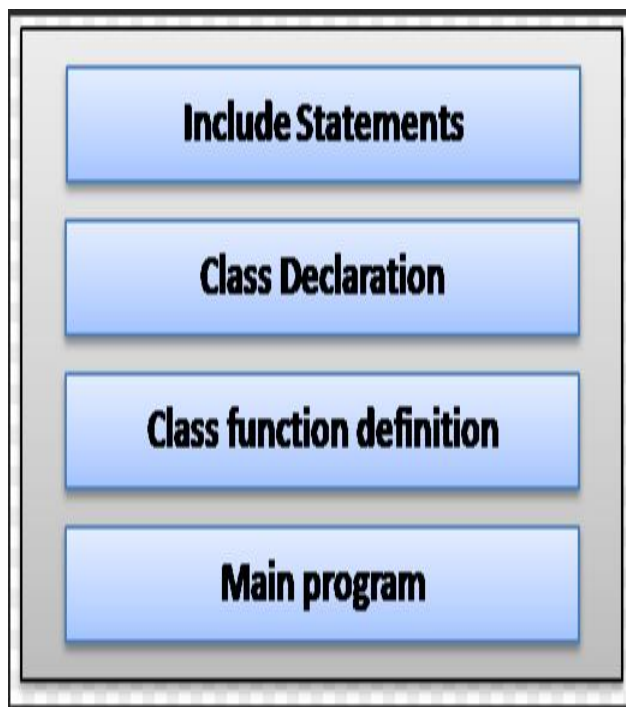 Include Statements
Class Declaration
Class function definition
Main program